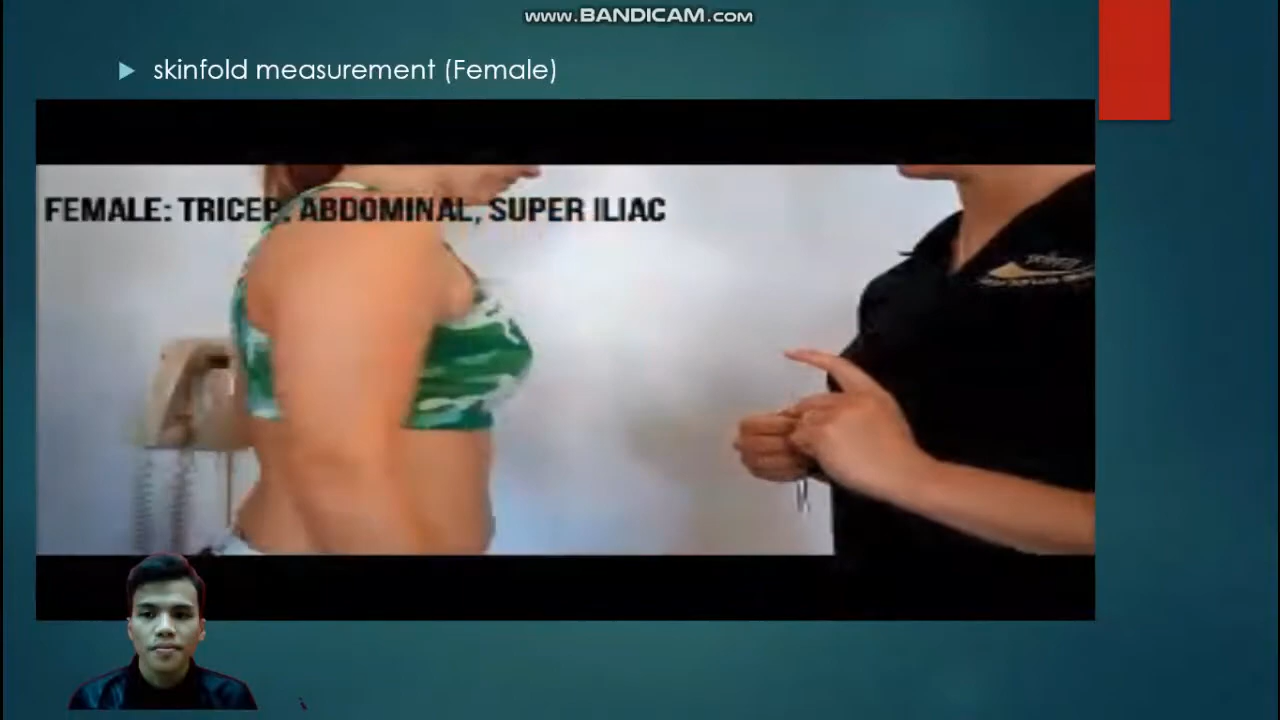 www.BANDICAM.com
skinfold measurement (Female)
FEMALE: TRICEP, ABDOMINAL, SUPER ILIAC